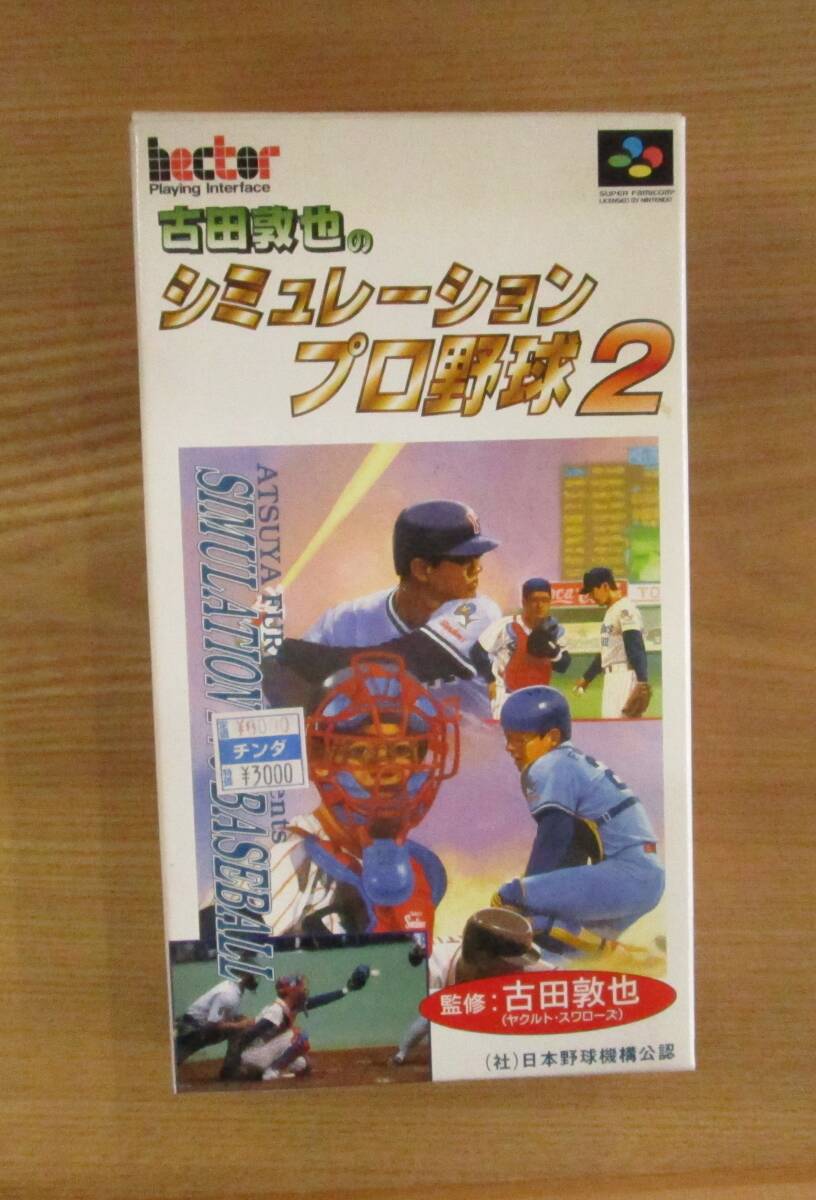 hector
Playing Interface
SUPER FAMICOM
LICENSED BY NINTENDO
古田敦也の
シミュレーション
プロ野球2
ATSUYA FUR
ents
SIMULATION
BASEBALL
チンダ
特価 ¥3000
監修:古田敦也
(ヤクルト・スワローズ)
(社)日本野球機構公認